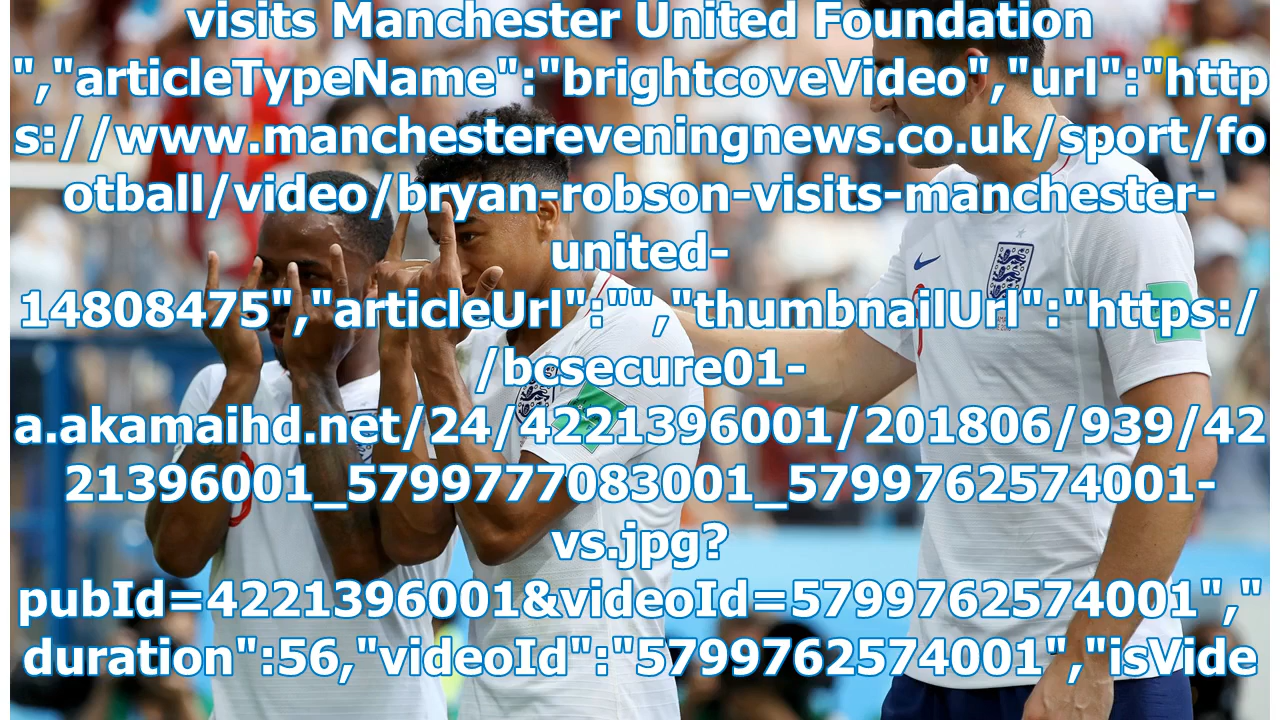 visits Manchester United Foundation
","articleTypeName":"brightcoveVideo","url":"http
s://www.manchestereveningnews.co.uk/sport/fo
otball/video/bryan-robson-visits-manchester-
united-
14808475","articleUrl":"","thumbnailUrl":"https:/
/bcsecure01-
a.akamaihd.net/24/4221396001/201806/939/42
21396001_5799777083001_5799762574001-
vs.jpg?
pubId=4221396001&videoId=5799762574001","
duration":56,"videoId":"5799762574001","isVide